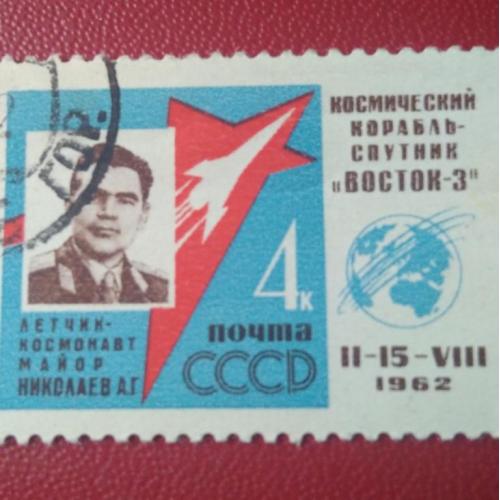 КОСМИЧЕСКИЙ
КОРАБЛЬ-
СПУТНИК
"ВОСТОК-3"
4к
почта
СССР
ЛЕТЧИК-
КОСМОНАВТ
МАЙОР
НИКОЛАЕВ А.Г
11-15-VIII
1962